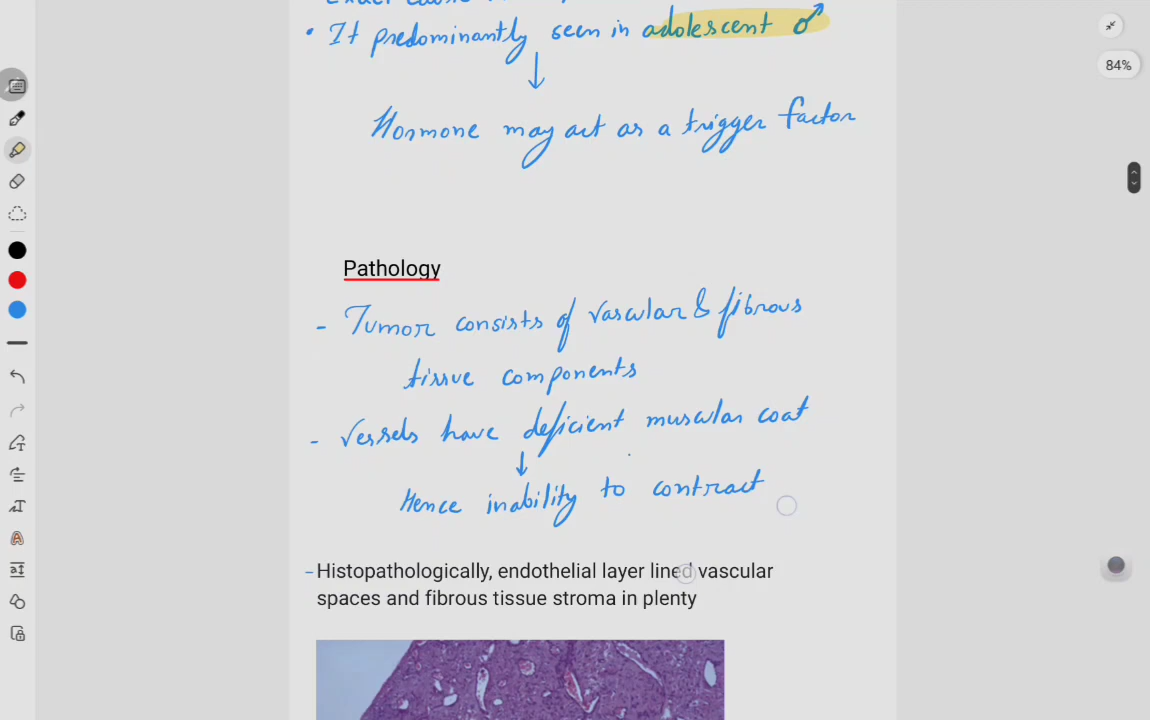 • It predominantly seen in adolescent ♂
84%
↓
Hormone may act as a trigger factor
Pathology
- Tumor consists of vascular & fibrous
tissue components
- Vessels have deficient muscular coat
↓
Hence inability to contract
- Histopathologically, endothelial layer lined vascular
spaces and fibrous tissue stroma in plenty